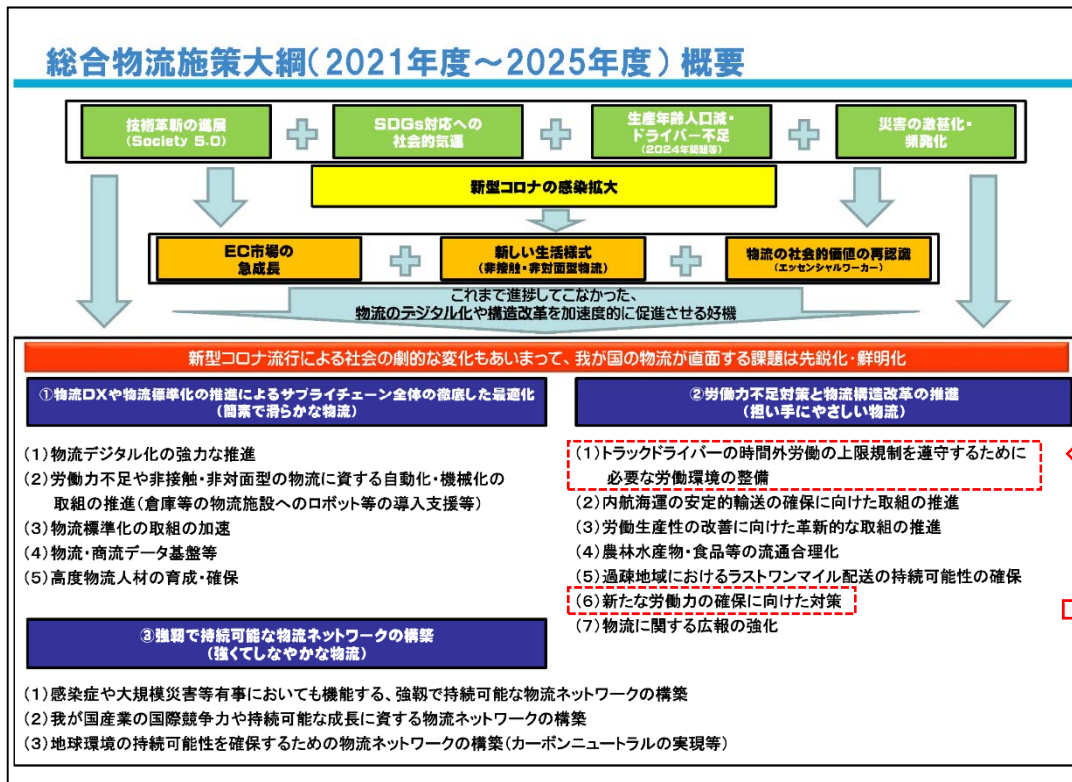 総合物流施策大綱(2021年度～2025年度) 概要
技術革新の進展
(Society 5.0)
SDGs対応への
社会的気運
生産年齢人口減・
ドライバー不足
(2024年問題等)
災害の激甚化・
頻発化
新型コロナの感染拡大
EC市場の
急成長
新しい生活様式
(非接触・非対面型物流)
物流の社会的価値の再認識
(エッセンシャルワーカー)
これまで進捗してこなかった、
物流のデジタル化や構造改革を加速度的に促進させる好機
新型コロナ流行による社会の劇的な変化もあいまって、我が国の物流が直面する課題は先鋭化・鮮明化
①物流DXや物流標準化の推進によるサプライチェーン全体の徹底した最適化
(簡素で滑らかな物流)
(1)物流デジタル化の強力な推進
(2)労働力不足や非接触・非対面型の物流に資する自動化・機械化の
取組の推進(倉庫等の物流施設へのロボット等の導入支援等)
(3)物流標準化の取組の加速
(4)物流・商流データ基盤等
(5)高度物流人材の育成・確保
②労働力不足対策と物流構造改革の推進
(担い手にやさしい物流)
(1)トラックドライバーの時間外労働の上限規制を遵守するために
必要な労働環境の整備
(2)内航海運の安定的輸送の確保に向けた取組の推進
(3)労働生産性の改善に向けた革新的な取組の推進
(4)農林水産物・食品等の流通合理化
(5)過疎地域におけるラストワンマイル配送の持続可能性の確保
(6)新たな労働力の確保に向けた対策
(7)物流に関する広報の強化
③強靱で持続可能な物流ネットワークの構築
(強くてしなやかな物流)
(1)感染症や大規模災害等有事においても機能する、強靱で持続可能な物流ネットワークの構築
(2)我が国産業の国際競争力や持続可能な成長に資する物流ネットワークの構築
(3)地球環境の持続可能性を確保するための物流ネットワークの構築(カーボンニュートラルの実現等)